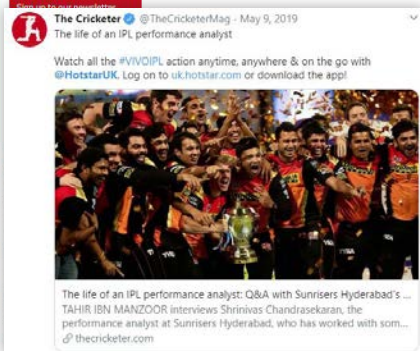 Sign up to our newsletter
The Cricketer @TheCricketerMag · May 9, 2019
The life of an IPL performance analyst
Watch all the #VIVOIPL action anytime, anywhere & on the go with
@HotstarUK. Log on to uk.hotstar.com or download the app!
The life of an IPL performance analyst: Q&A with Sunrisers Hyderabad's ...
TAHIR IBN MANZOOR interviews Shrinivas Chandrasekaran, the
performance analyst at Sunrisers Hyderabad, who has worked with som...
thecricketer.com